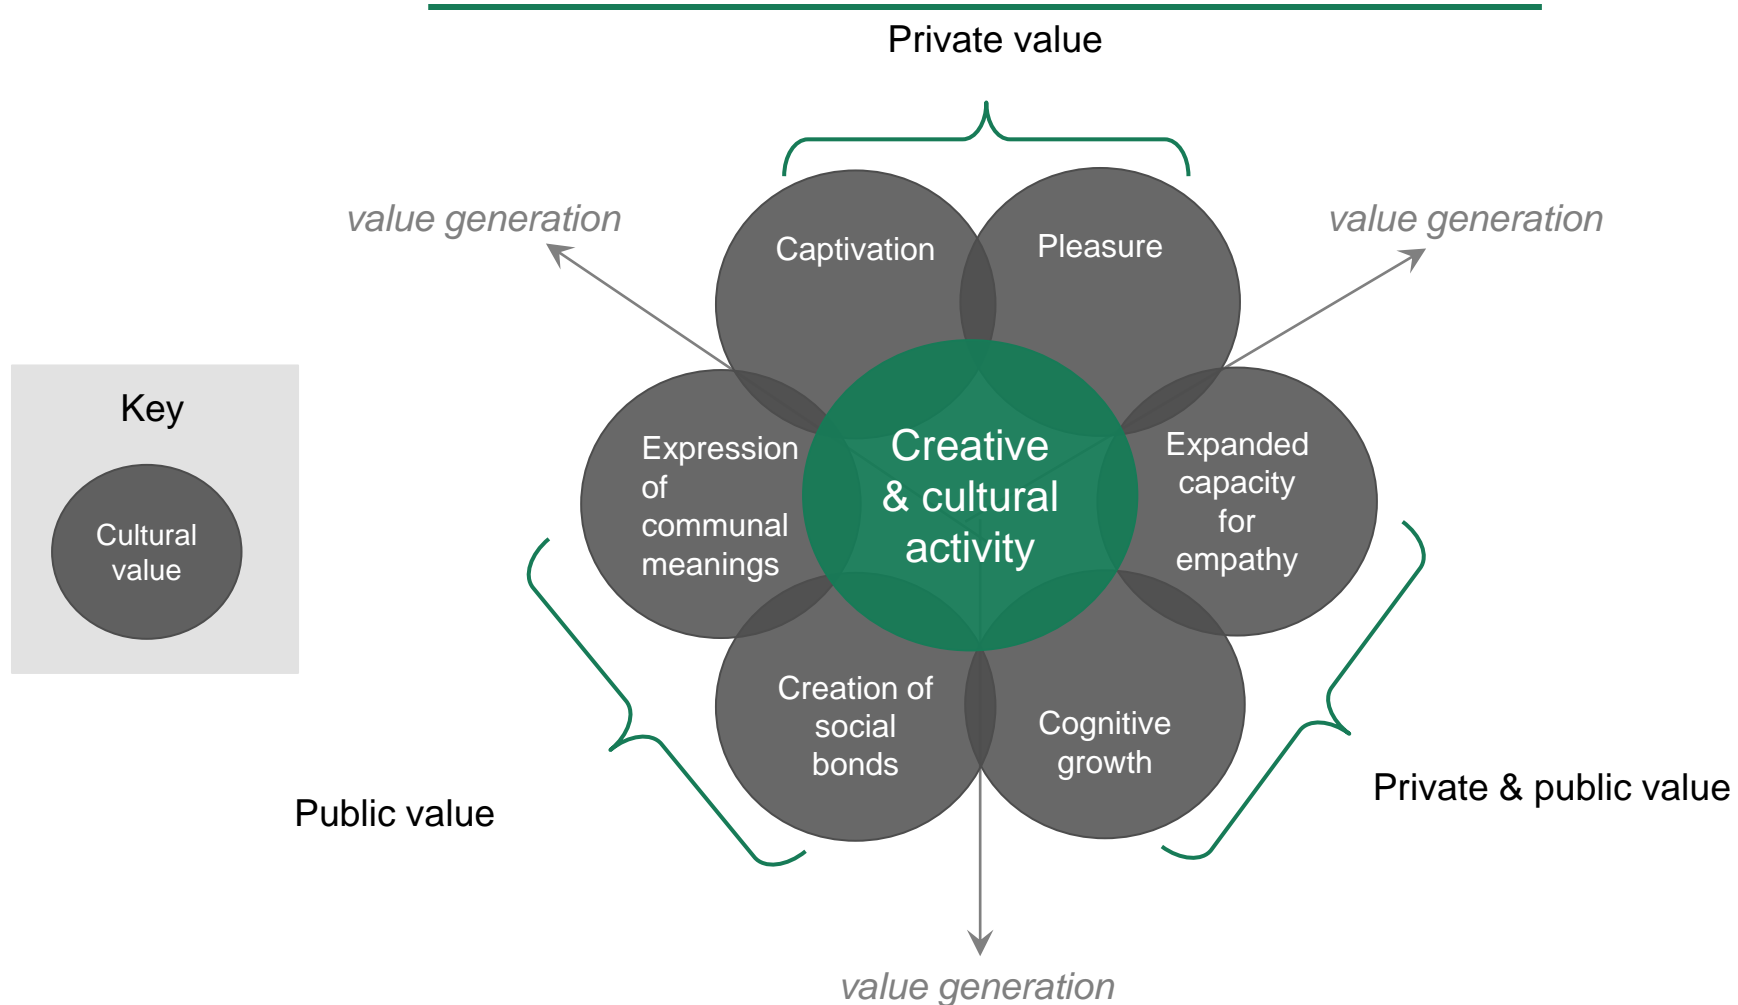 Private value
value generation
value generation
Captivation
Pleasure
Key
Cultural
value
Expression
of
communal
meanings
Creative
& cultural
activity
Expanded
capacity
for
empathy
Creation of
social
bonds
Cognitive
growth
Public value
Private & public value
value generation